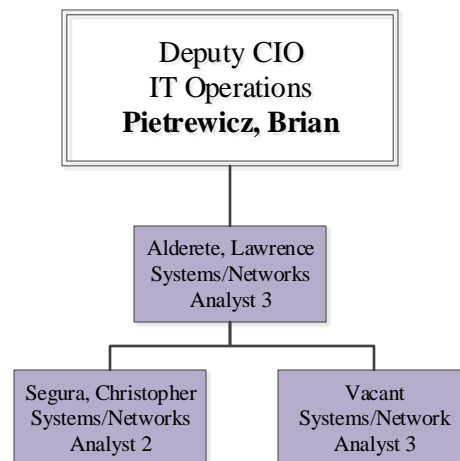 Deputy CIO
IT Operations
Pietrewicz, Brian
Alderete, Lawrence
Systems/Networks
Analyst 3
Segura, Christopher
Systems/Networks
Analyst 2
Vacant
Systems/Network
Analyst 3